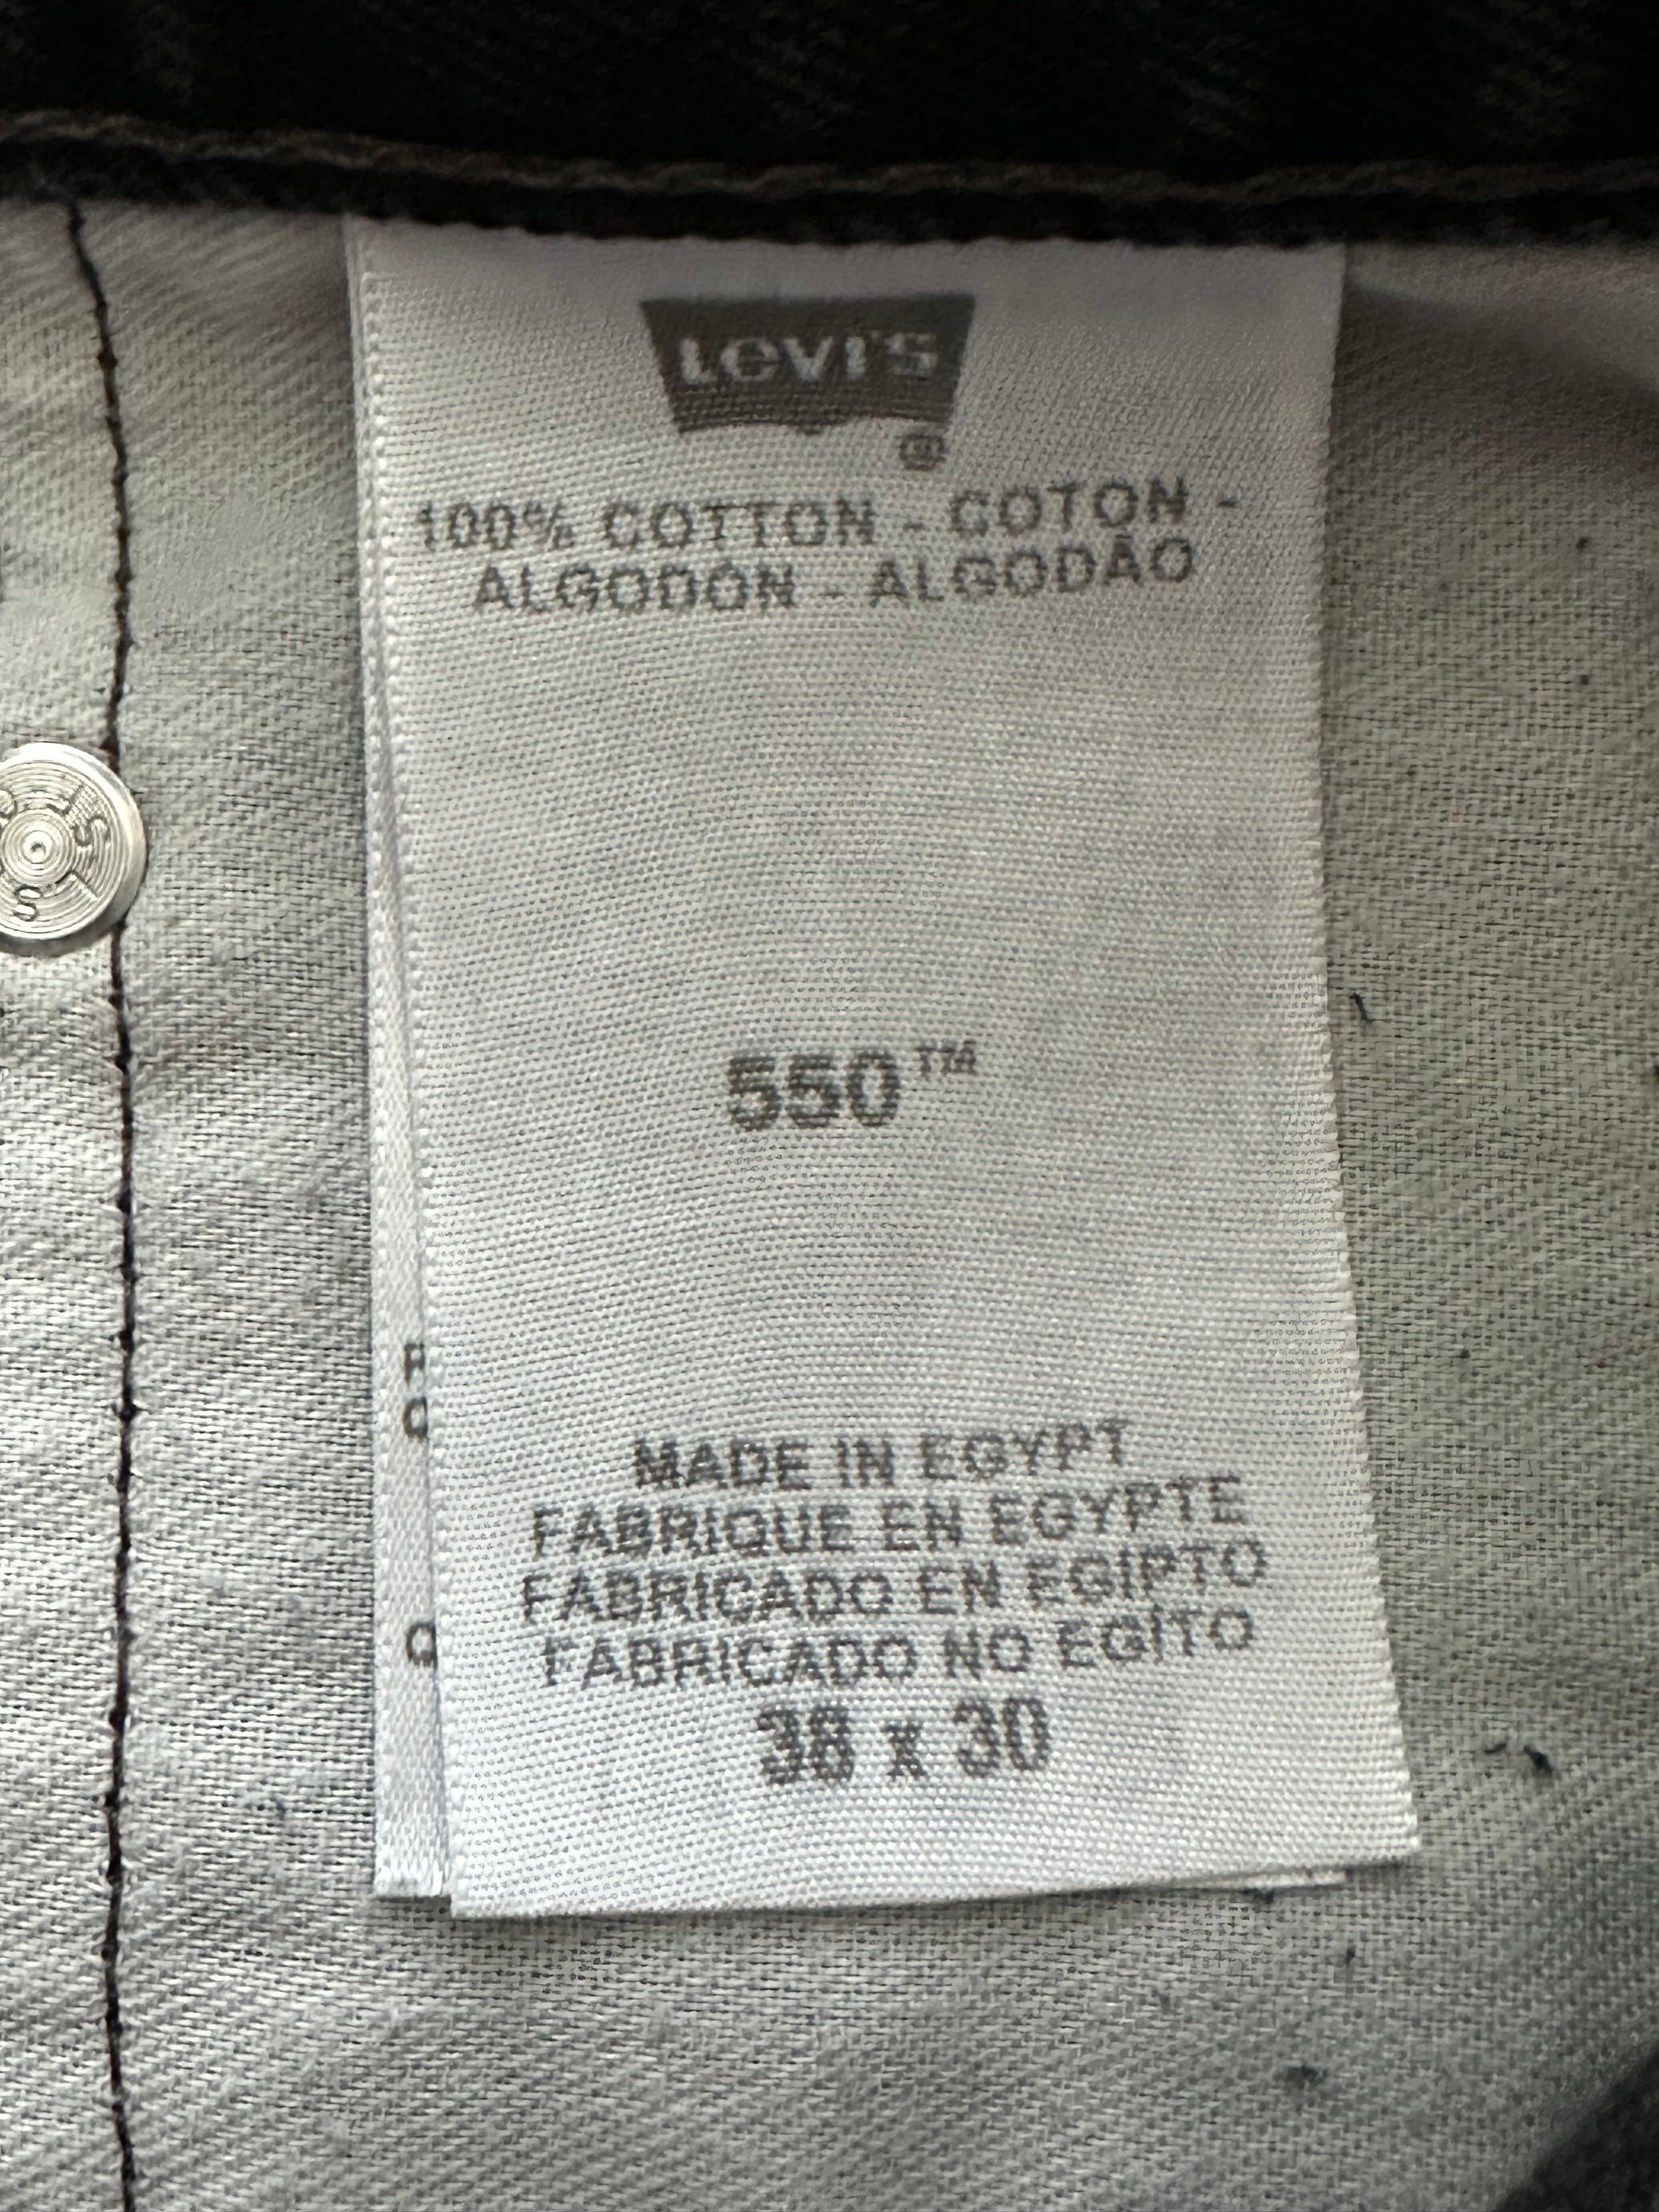 Levi's
®
100% COTTON - COTON -
ALGODÓN - ALGODÃO
550™
MADE IN EGYPT
FABRIQUE EN EGYPTE
FABRICADO EN EGIPTO
FABRICADO NO EGÍTO
38 x 30